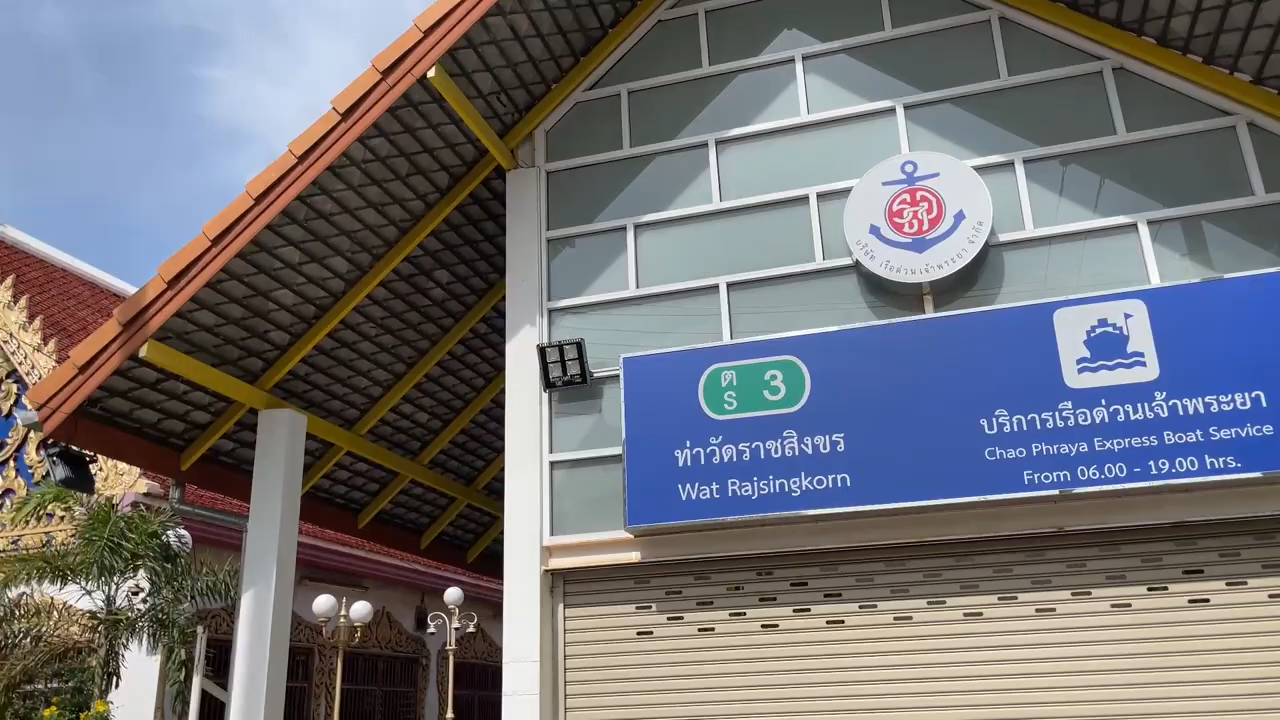 รดจ
บริษัท เรือด่วนเจ้าพระยา จำกัด
ต
S 3
ท่าวัดราชสิงขร
Wat Rajsingkorn
บริการเรือด่วนเจ้าพระยา
Chao Phraya Express Boat Service
From 06.00 - 19.00 hrs.